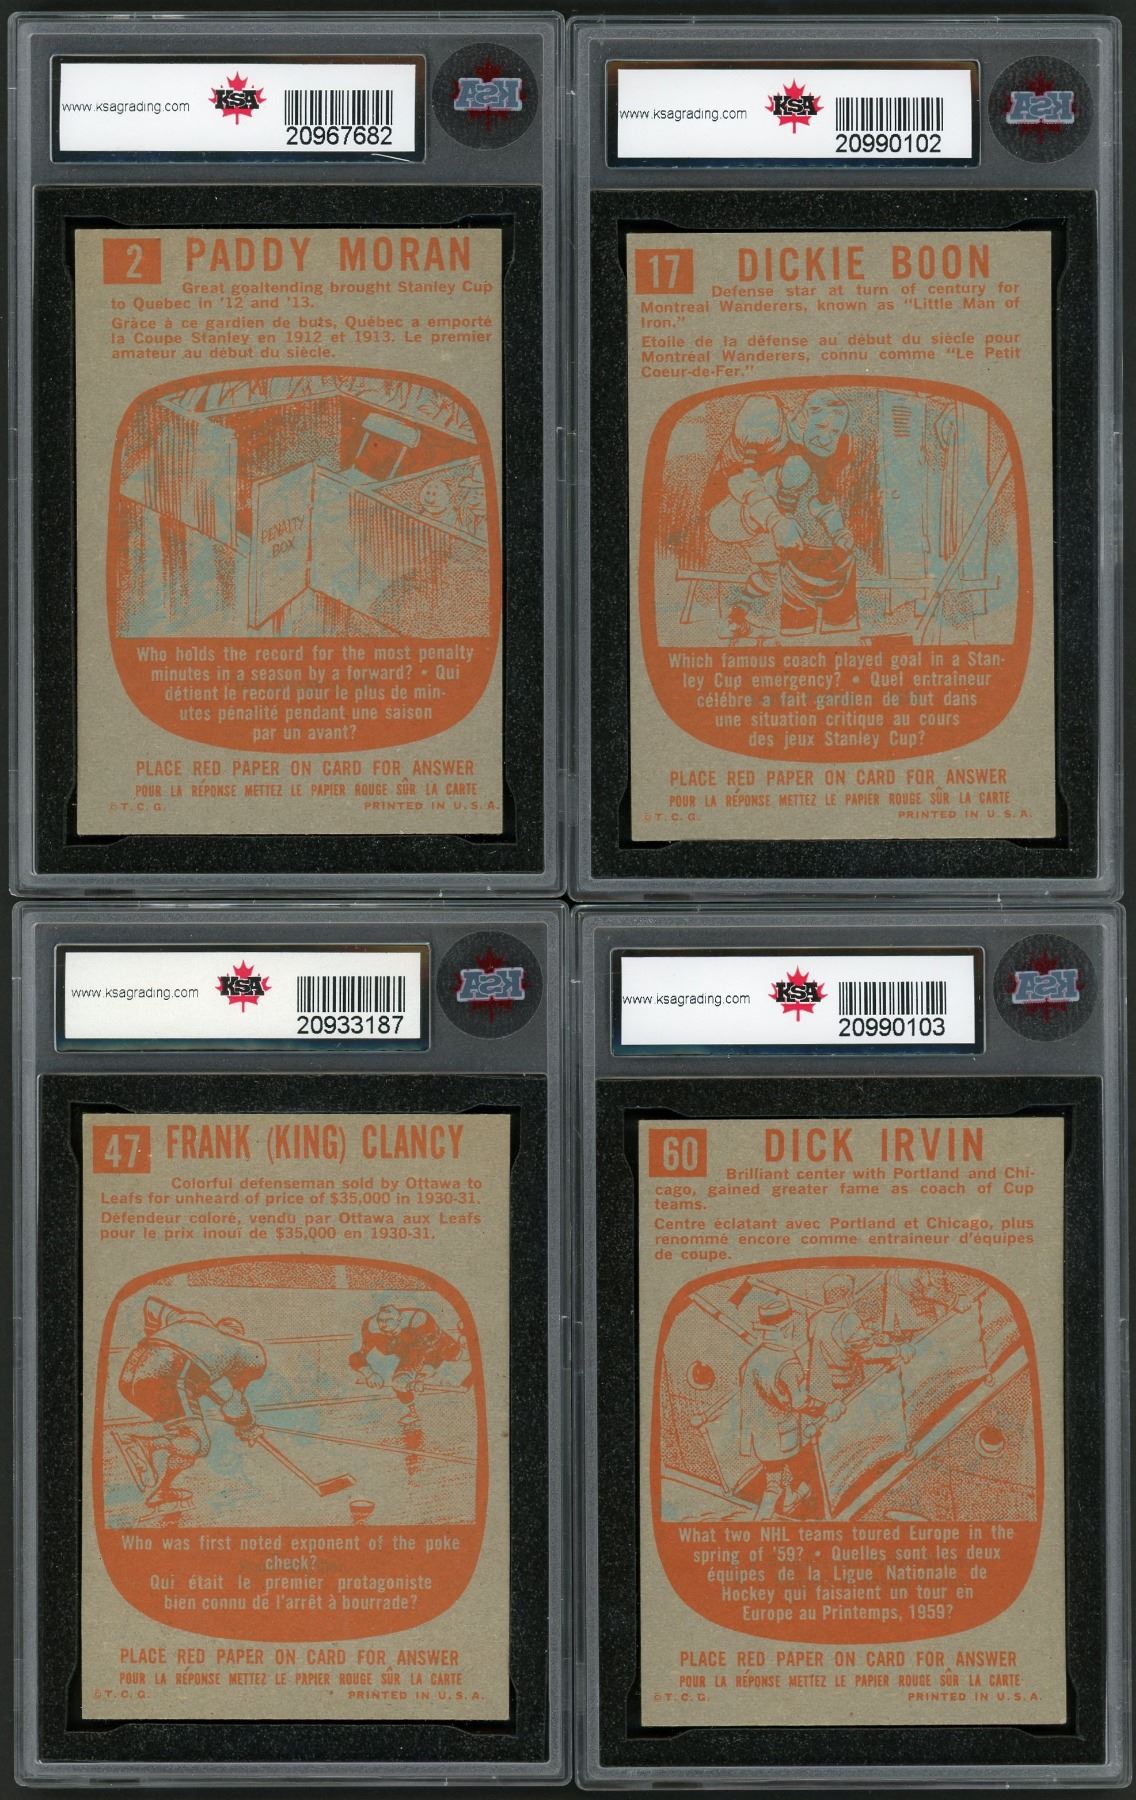 www.ksagrading.com
KSA
20967682
KSA
2
PADDY MORAN
Great goaltending brought Stanley Cup
to Quebec in '12 and '13.
Grâce à ce gardien de buts, Québec a emporté
la Coupe Stanley en 1912 et 1913. Le premier
amateur au début du siècle.
PENALTY
BOX
Who holds the record for the most penalty
minutes in a season by a forward? • Qui
détient le record pour le plus de min-
utes pénalité pendant une saison
par un avant?
PLACE RED PAPER ON CARD FOR ANSWER
POUR LA RÉPONSE METTEZ LE PAPIER ROUGE SÛR LA CARTE
©T.C.G.
PRINTED IN U.S.A.
www.ksagrading.com
KSA
20990102
KSA
17
DICKIE BOON
Defense star at turn of century for
Montreal Wanderers, known as "Little Man of
Iron."
Etoile de la défense au début du siècle pour
Montréal Wanderers, connu comme "Le Petit
Coeur-de-Fer."
Which famous coach played goal in a Stan-
ley Cup emergency? • Quel entraîneur
célébre a fait gardien de but dans
une situation critique au cours
des jeux Stanley Cup?
PLACE RED PAPER ON CARD FOR ANSWER
POUR LA RÉPONSE METTEZ LE PAPIER ROUGE SÛR LA CARTE
©T.C.G.
PRINTED IN U.S.A.
www.ksagrading.com
KSA
20933187
KSA
47
FRANK (KING) CLANCY
Colorful defenseman sold by Ottawa to
Leafs for unheard of price of $35,000 in 1930-31.
Défendeur coloré, vendu par Ottawa aux Leafs
pour le prix inouï de $35,000 en 1930-31.
Who was first noted exponent of the poke
check?
Qui était le premier protagoniste
bien connu de l'arrêt à bourrade?
PLACE RED PAPER ON CARD FOR ANSWER
POUR LA RÉPONSE METTEZ LE PAPIER ROUGE SÛR LA CARTE
©T.C.G.
PRINTED IN U.S.A.
www.ksagrading.com
KSA
20990103
KSA
60
DICK IRVIN
Brilliant center with Portland and Chi-
cago, gained greater fame as coach of Cup
teams.
Centre éclatant avec Portland et Chicago, plus
renommé encore comme entraineur d'équipes
de coupe.
What two NHL teams toured Europe in the
spring of '59? • Quelles sont les deux
équipes de la Ligue Nationale de
Hockey qui faisaient un tour en
Europe au Printemps, 1959?
PLACE RED PAPER ON CARD FOR ANSWER
POUR LA RÉPONSE METTEZ LE PAPIER ROUGE SÛR LA CARTE
©T.C.G.
PRINTED IN U.S.A.